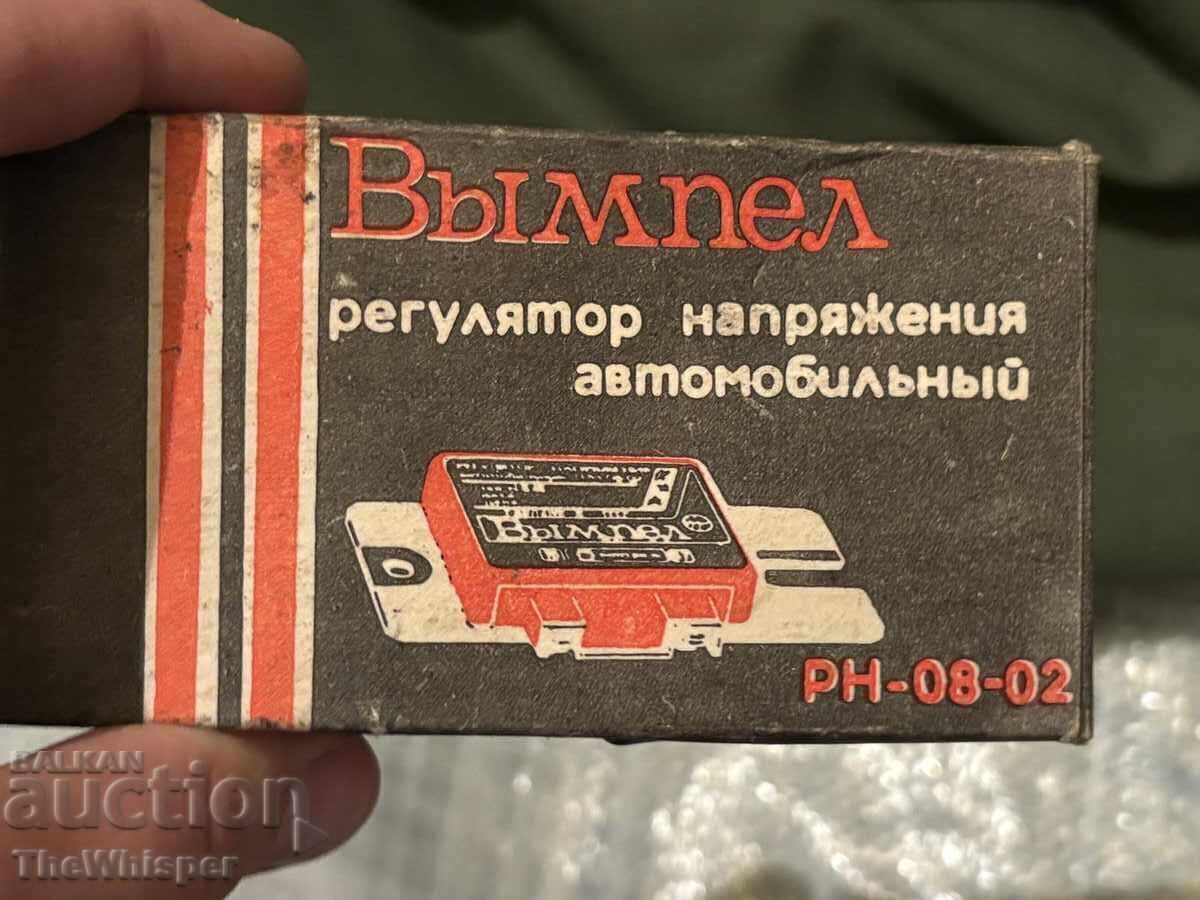 Вымпел
регулятор напряжения
автомобильный
Вымпел
РН-08-02
BALKAN
auction
TheWhisper